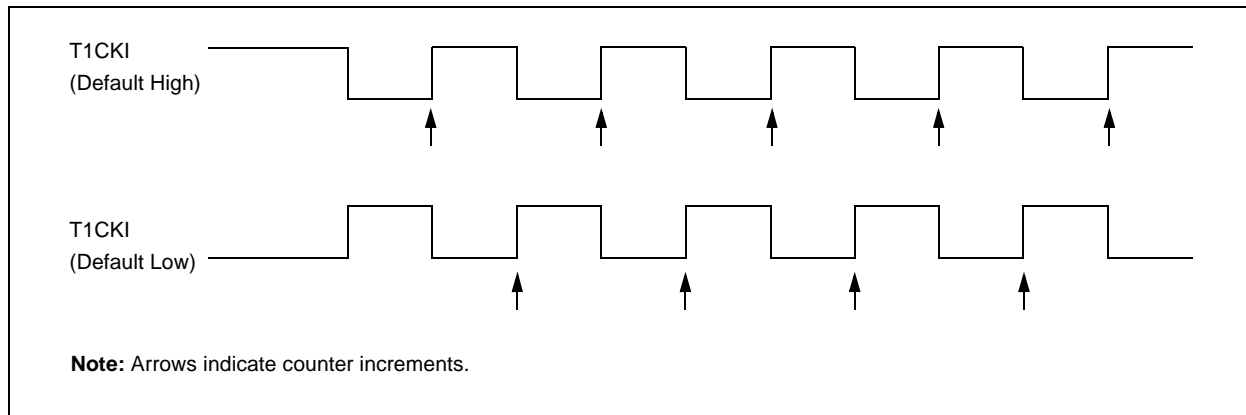 T1CKI
(Default High)
T1CKI
(Default Low)
Note: Arrows indicate counter increments.